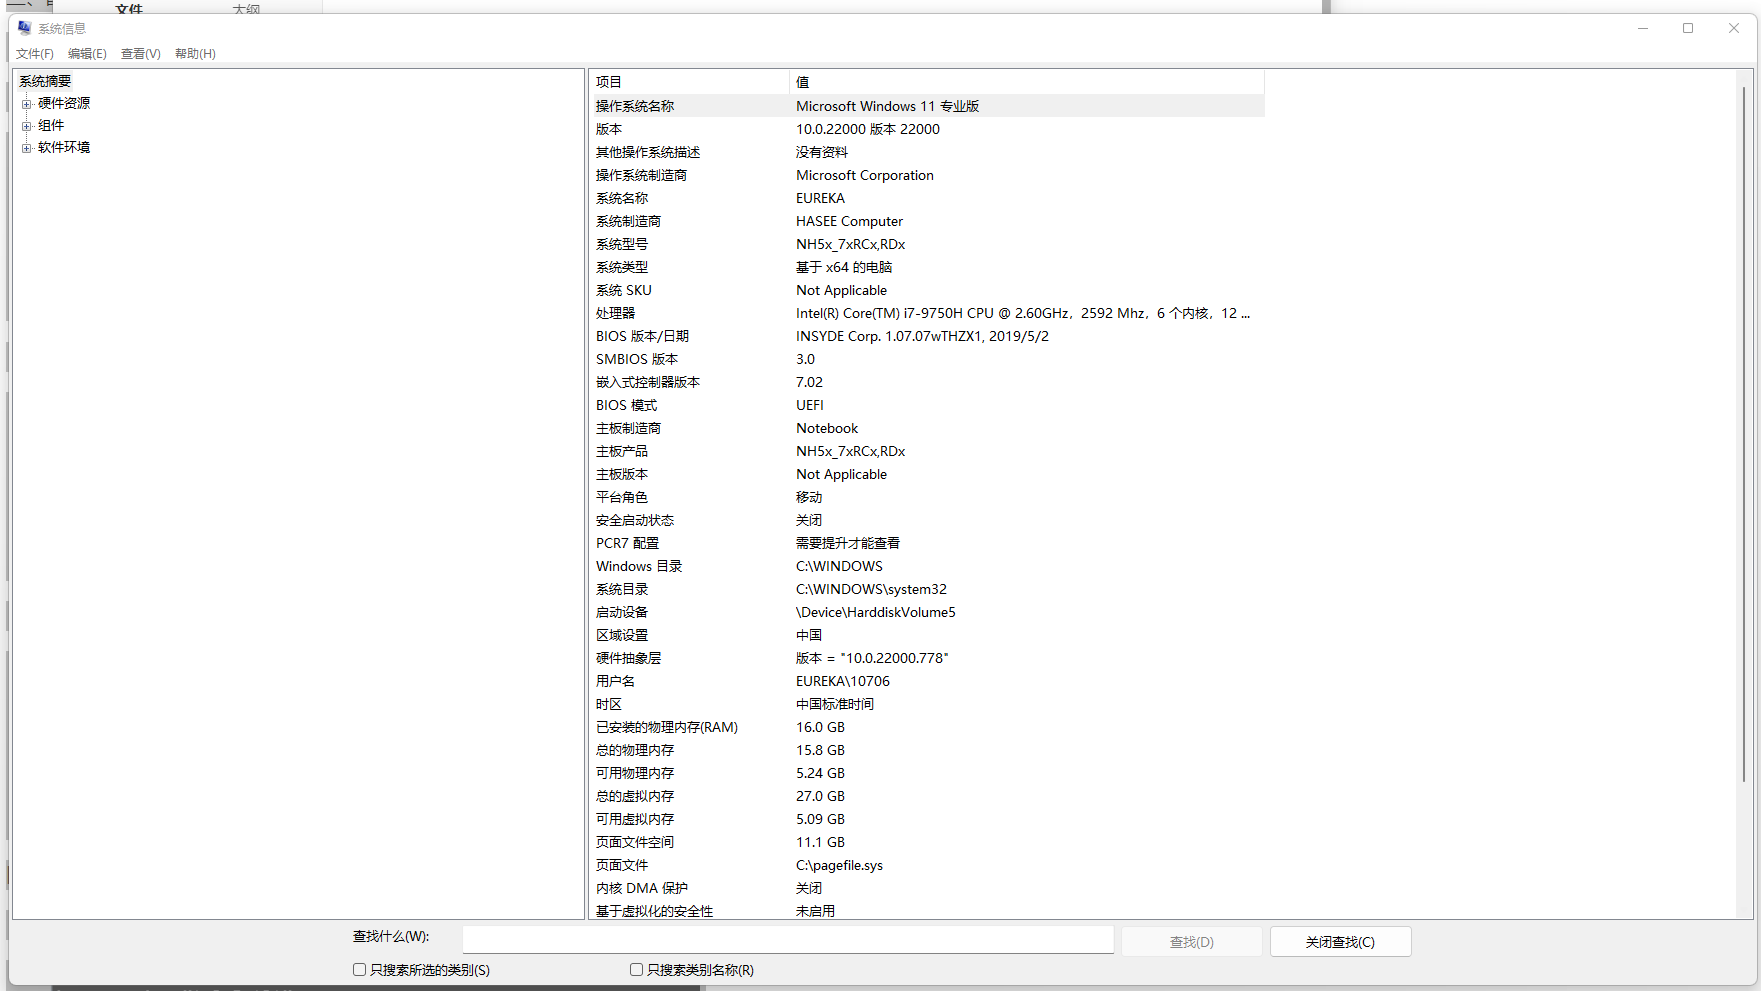 文件
大纲
系统信息
文件(F) 编辑(E) 查看(V) 帮助(H)
系统摘要
硬件资源
组件
软件环境
项目 值
操作系统名称 Microsoft Windows 11 专业版
版本 10.0.22000 版本 22000
其他操作系统描述 没有资料
操作系统制造商 Microsoft Corporation
系统名称 EUREKA
系统制造商 HASEE Computer
系统型号 NH5x_7xRCx,RDx
系统类型 基于 x64 的电脑
系统 SKU Not Applicable
处理器 Intel(R) Core(TM) i7-9750H CPU @ 2.60GHz，2592 Mhz，6 个内核，12 ...
BIOS 版本/日期 INSYDE Corp. 1.07.07wTHZX1, 2019/5/2
SMBIOS 版本 3.0
嵌入式控制器版本 7.02
BIOS 模式 UEFI
主板制造商 Notebook
主板产品 NH5x_7xRCx,RDx
主板版本 Not Applicable
平台角色 移动
安全启动状态 关闭
PCR7 配置 需要提升才能查看
Windows 目录 C:\WINDOWS
系统目录 C:\WINDOWS\system32
启动设备 \Device\HarddiskVolume5
区域设置 中国
硬件抽象层 版本 = "10.0.22000.778"
用户名 EUREKA\10706
时区 中国标准时间
已安装的物理内存(RAM) 16.0 GB
总的物理内存 15.8 GB
可用物理内存 5.24 GB
总的虚拟内存 27.0 GB
可用虚拟内存 5.09 GB
页面文件空间 11.1 GB
页面文件 C:\pagefile.sys
内核 DMA 保护 关闭
基于虚拟化的安全性 未启用
查找什么(W): 查找(D) 关闭查找(C)
只搜索所选的类别(S) 只搜索类别名称(R)